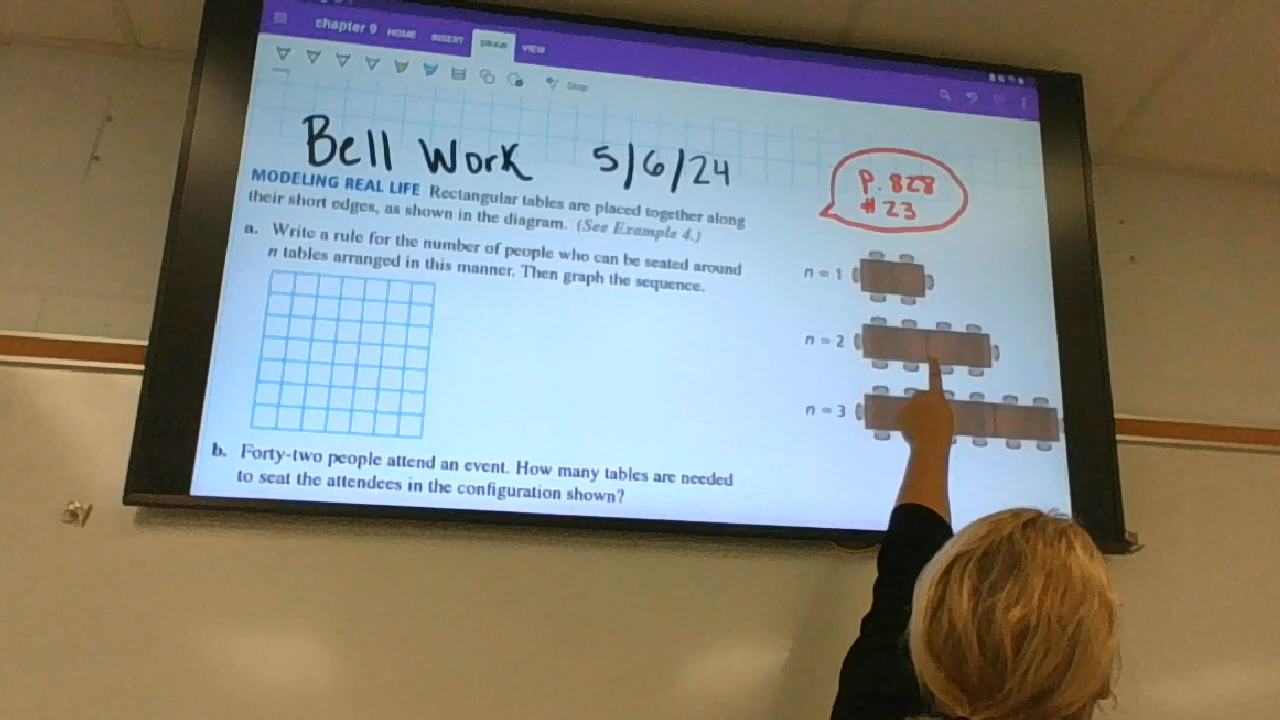 chapter 9 HOME INSERT DRAW VIEW
Stop
Bell Work 5/6/24
MODELING REAL LIFE Rectangular tables are placed together along
their short edges, as shown in the diagram. (See Example 4.)
a. Write a rule for the number of people who can be seated around
n tables arranged in this manner. Then graph the sequence.
b. Forty-two people attend an event. How many tables are needed
to seat the attendees in the configuration shown?
P. 828
#23
n = 1
n = 2
n = 3